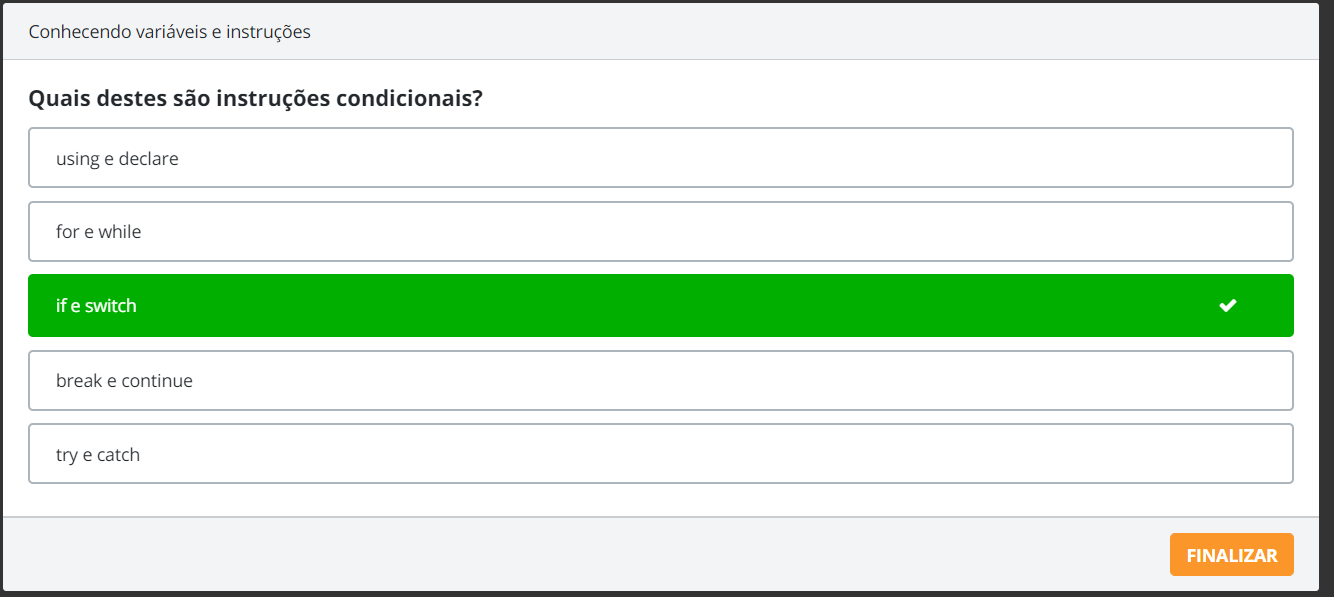 Conhecendo variáveis e instruções
Quais destes são instruções condicionais?
using e declare
for e while
if e switch
break e continue
try e catch
FINALIZAR